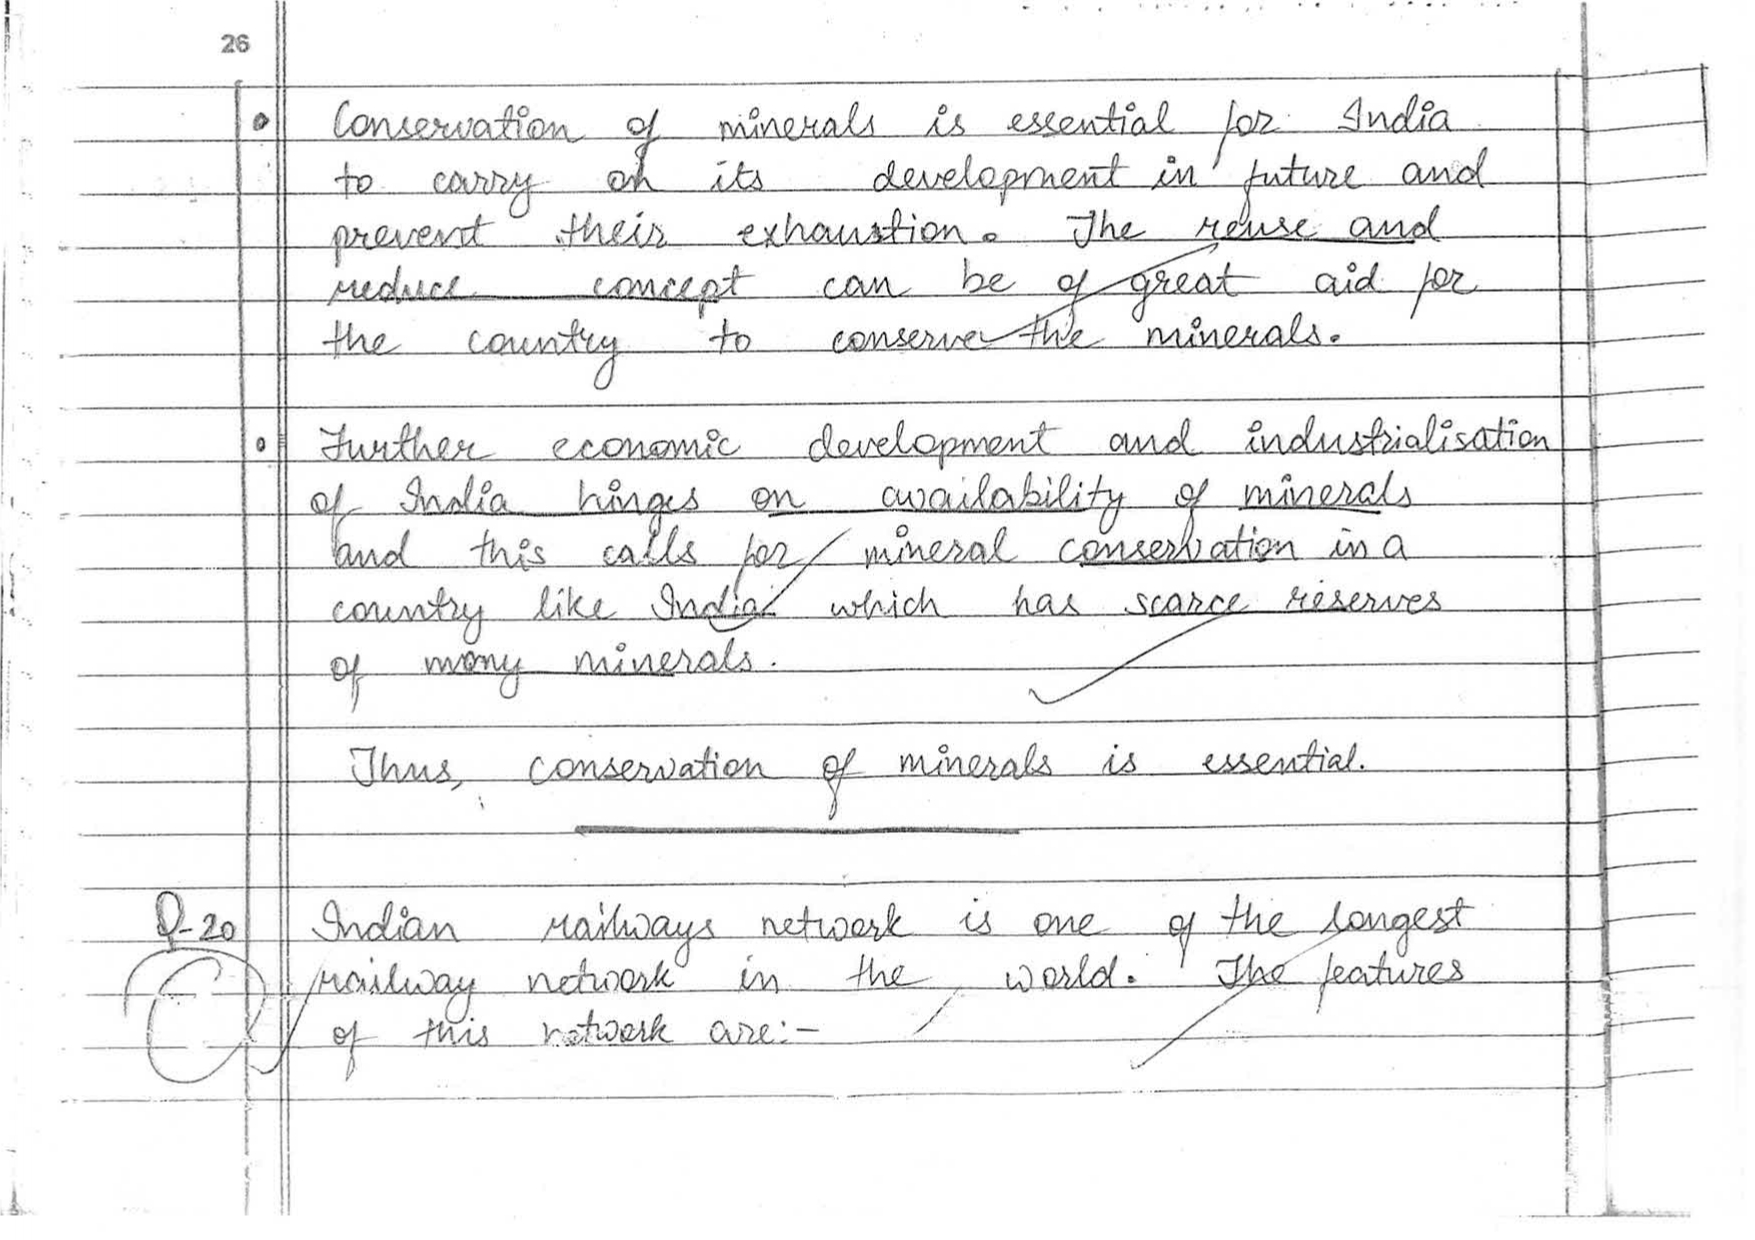 26
• Conservation of minerals is essential for India
to carry on its development in future and
prevent their exhaustion. The reuse and
reduce concept can be of great aid for
the country to conserve the minerals.
• Further economic development and industrialisation
of India hinges on availability of minerals
and this calls for mineral conservation in a
country like India which has scarce reserves
of many minerals.
Thus, conservation of minerals is essential.
Q-20 Indian railways network is one of the longest
railway network in the world. The features
of this network are:-